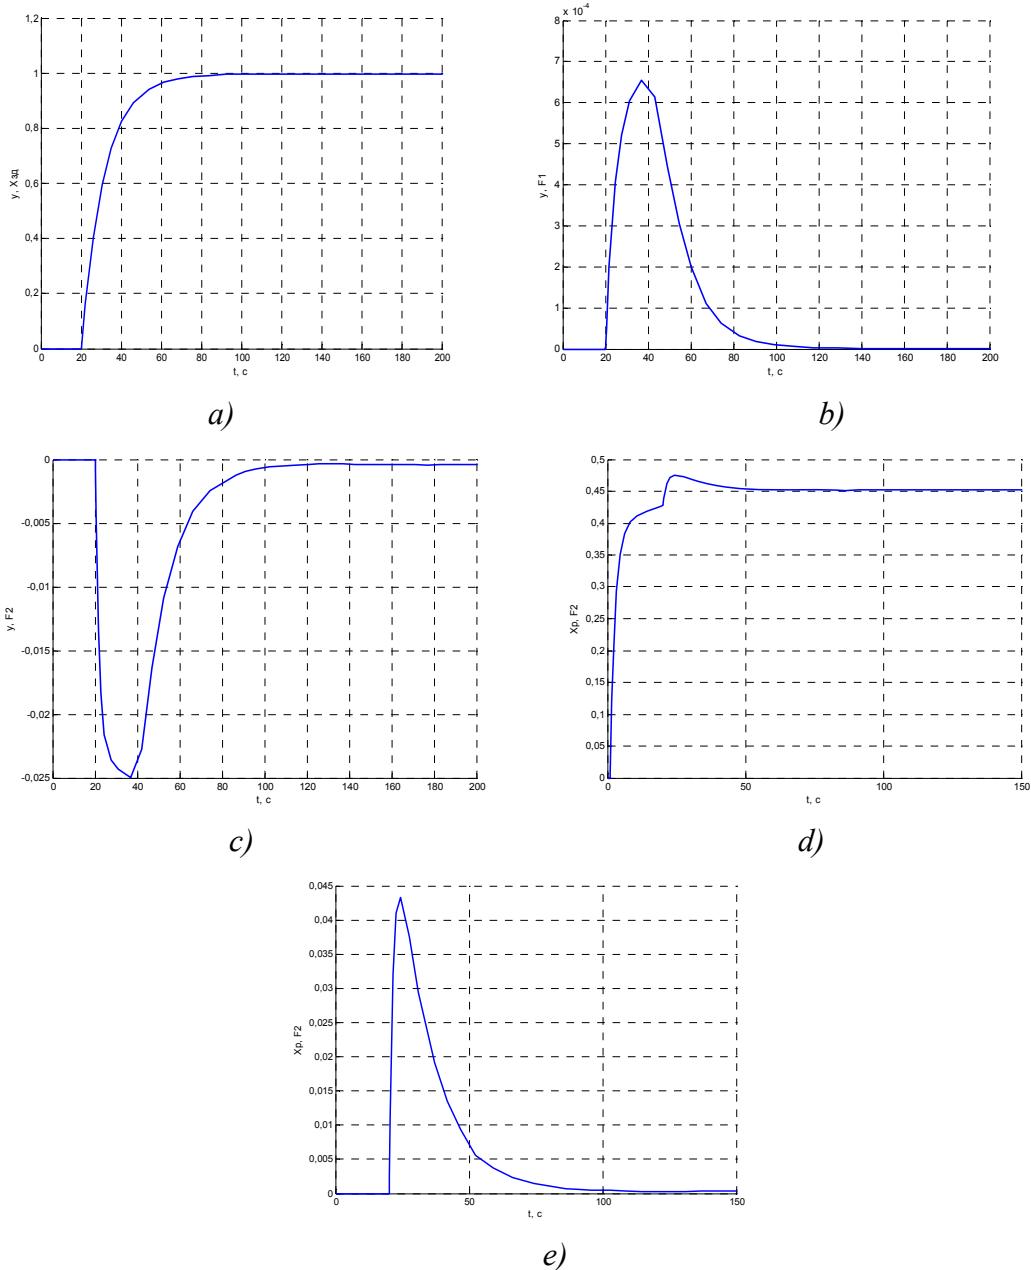 1,2
1
0,8
0,6
0,4
0,2
0
y, Xзд
0 20 40 60 80 100 120 140 160 180 200
t, c
a)
x 10⁻⁴
8
7
6
5
4
3
2
1
0
y, F1
0 20 40 60 80 100 120 140 160 180 200
t, c
b)
0
-0,005
-0,01
-0,015
-0,02
-0,025
y, F2
0 20 40 60 80 100 120 140 160 180 200
t, c
c)
0,5
0,45
0,4
0,35
0,3
0,25
0,2
0,15
0,1
0,05
0
Xp, F2
0 50 100 150
t, c
d)
0,045
0,04
0,035
0,03
0,025
0,02
0,015
0,01
0,005
0
Xp, F2
0 50 100 150
t, c
e)